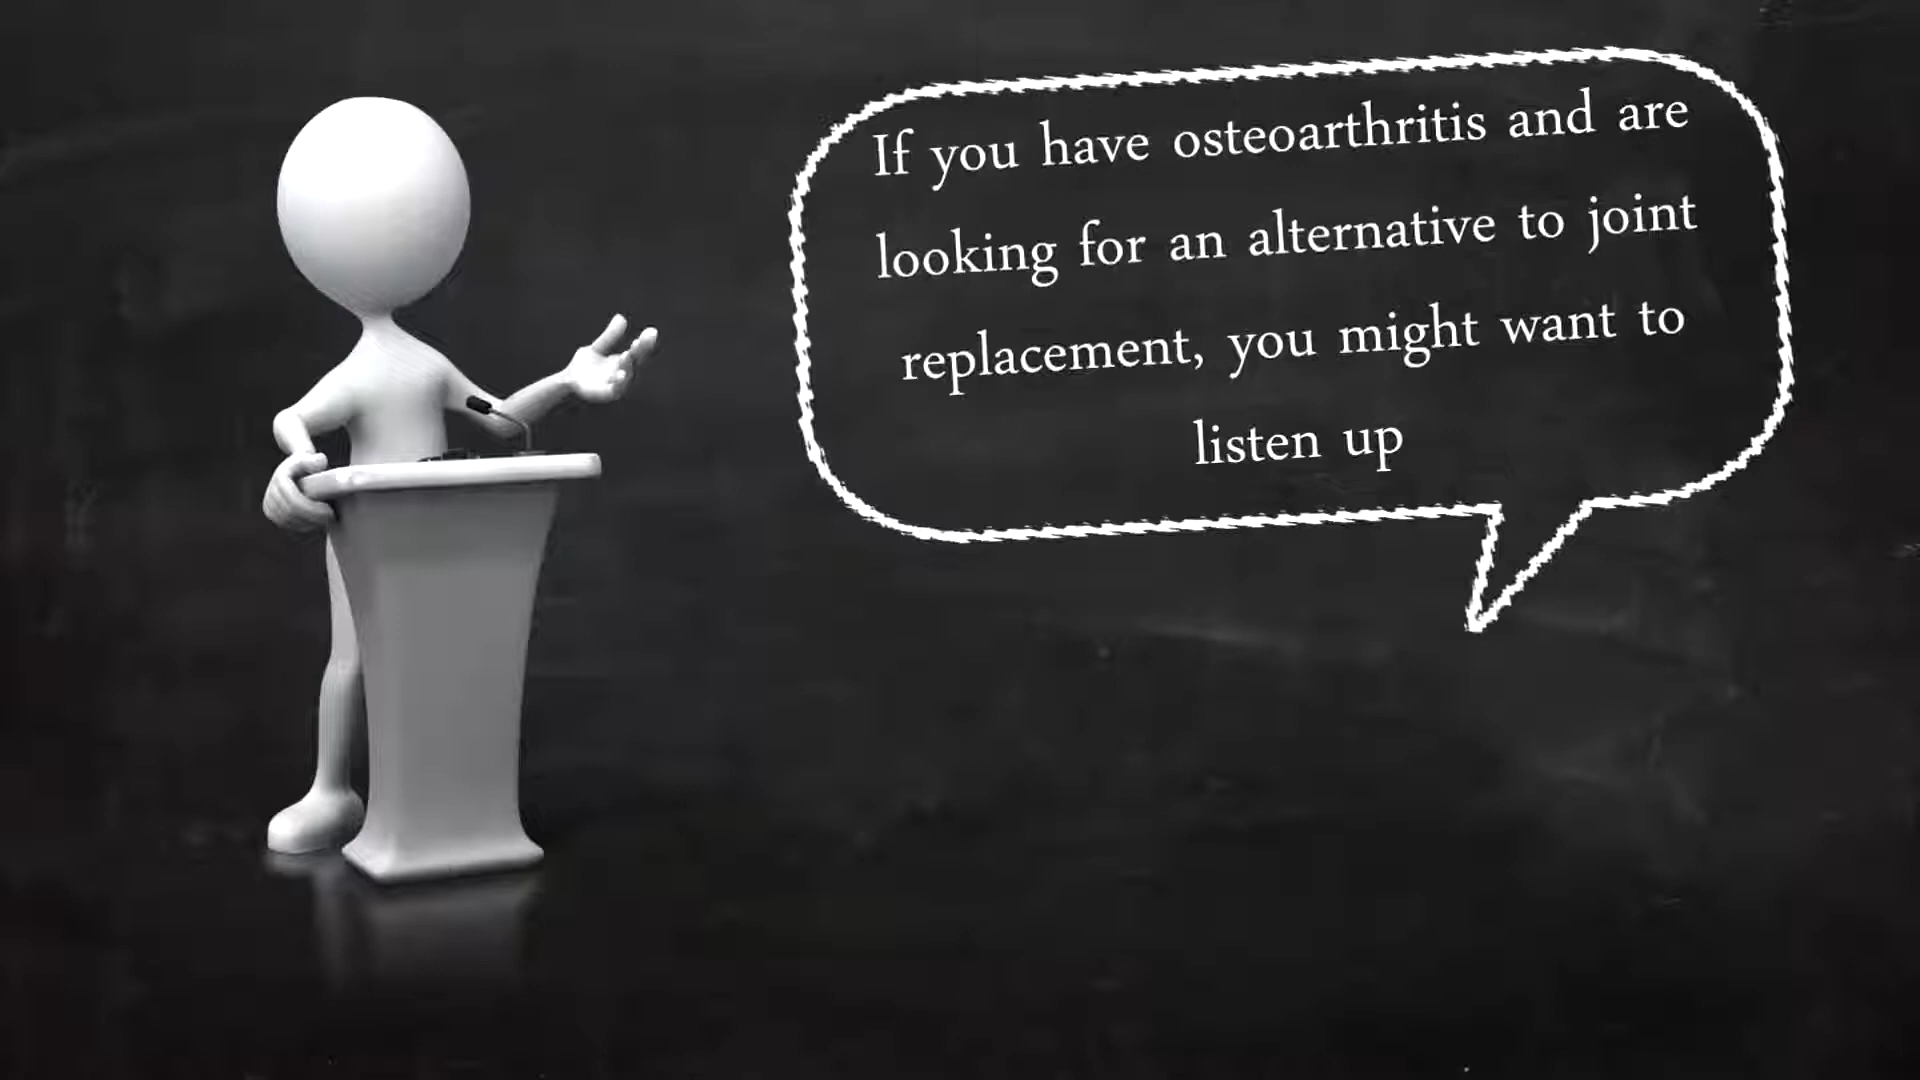 If you have osteoarthritis and are
looking for an alternative to joint
replacement, you might want to
listen up